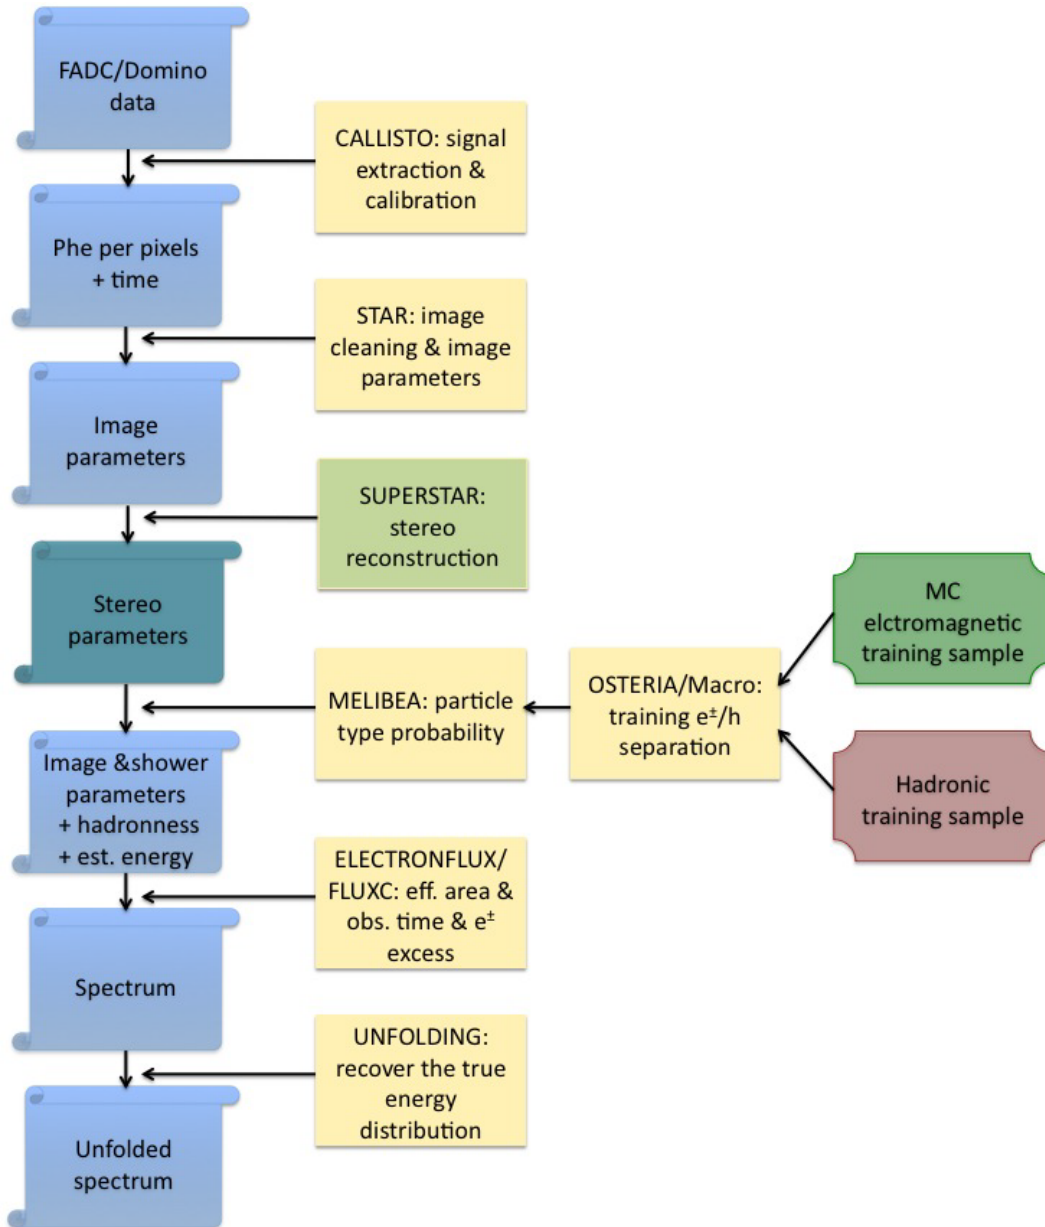 FADC/Domino
data
CALLISTO: signal
extraction &
calibration
Phe per pixels
+ time
STAR: image
cleaning & image
parameters
Image
parameters
SUPERSTAR:
stereo
reconstruction
Stereo
parameters
MC
elctromagnetic
training sample
OSTERIA/Macro:
training e±/h
separation
MELIBEA: particle
type probability
Hadronic
training sample
Image &shower
parameters
+ hadronness
+ est. energy
ELECTRONFLUX/
FLUXC: eff. area &
obs. time & e±
excess
Spectrum
UNFOLDING:
recover the true
energy
distribution
Unfolded
spectrum